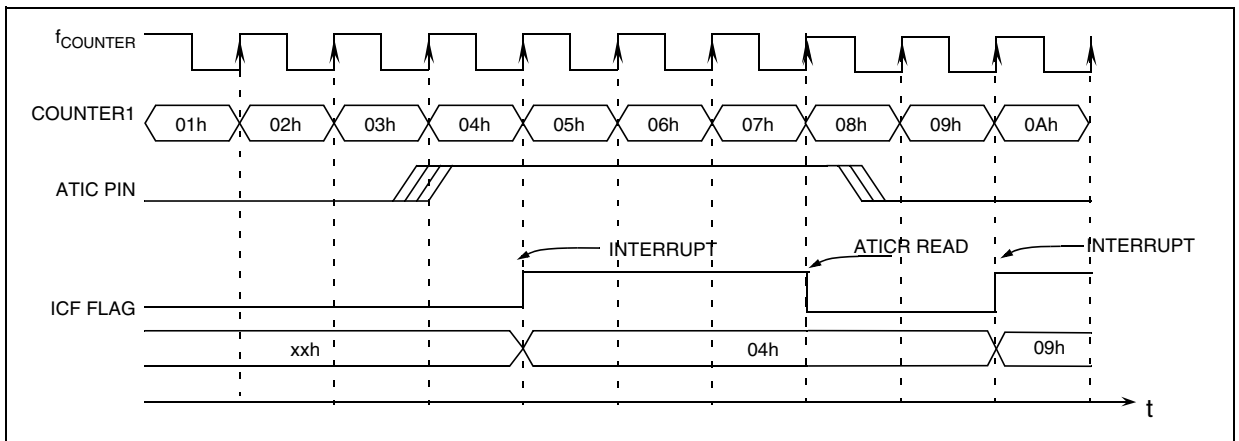 fCOUNTER
COUNTER1 01h 02h 03h 04h 05h 06h 07h 08h 09h 0Ah
ATIC PIN
INTERRUPT ATICR READ INTERRUPT
ICF FLAG
xxh 04h 09h
t